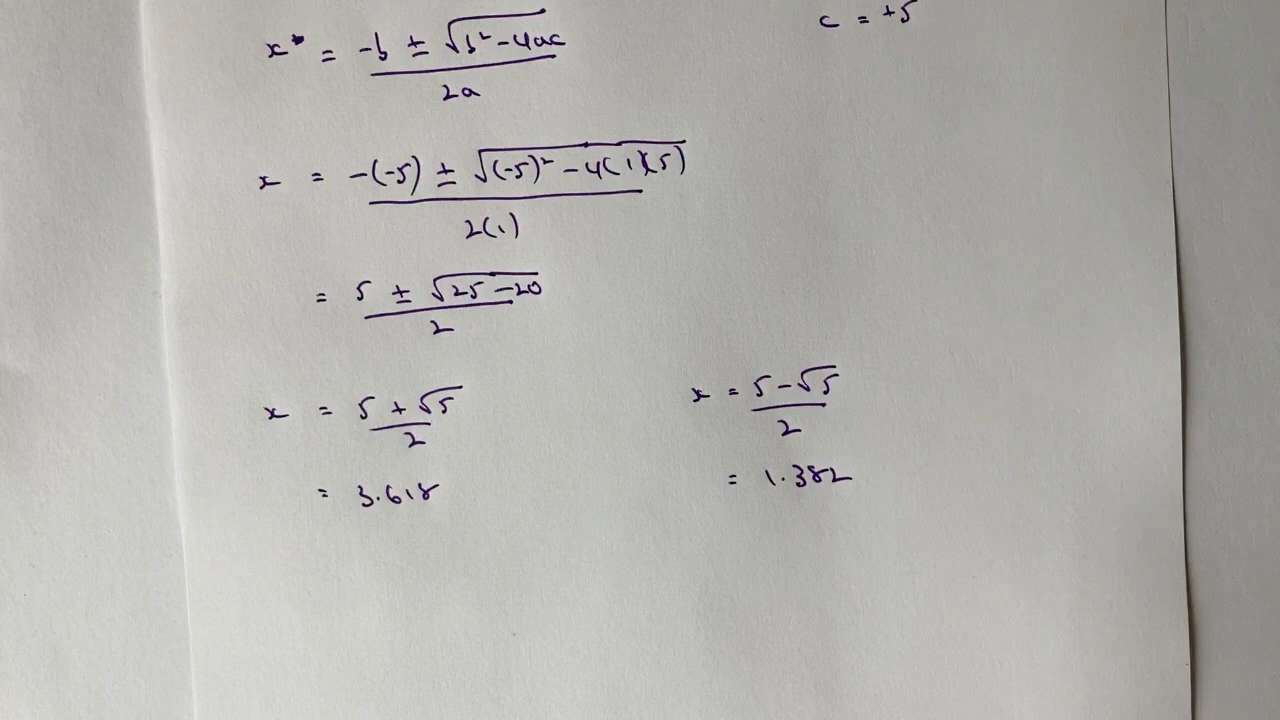 c = +5
x = -b ± √b² - 4ac / 2a
x = -(-5) ± √(-5)² - 4(1)(5) / 2(1)
= 5 ± √25 - 20 / 2
x = 5 + √5 / 2
= 3.618
x = 5 - √5 / 2
= 1.382